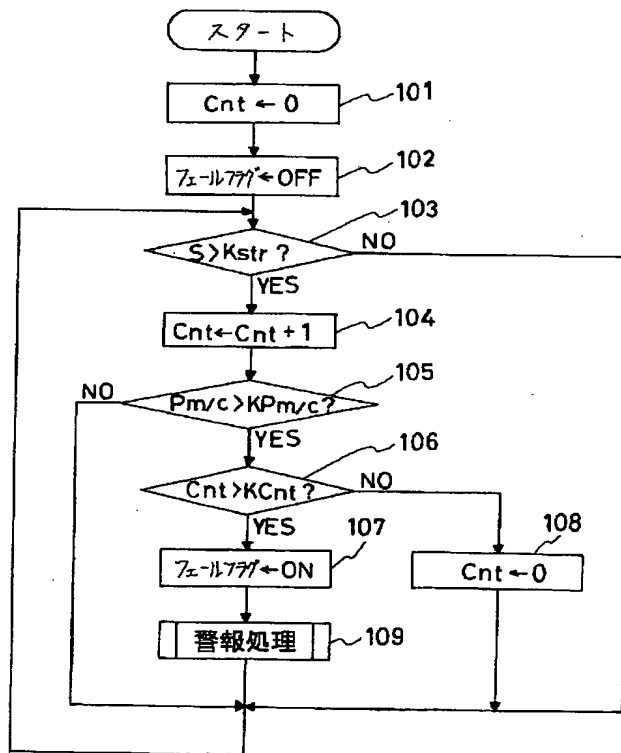 スタート
Cnt ← 0
101
フェールフラグ←OFF
102
S>Kstr ?
103
NO
YES
Cnt←Cnt + 1
104
Pm/c>KPm/c?
105
NO
YES
Cnt>KCnt ?
106
NO
YES
フェールフラグ←ON
107
Cnt ←0
108
警報処理
109